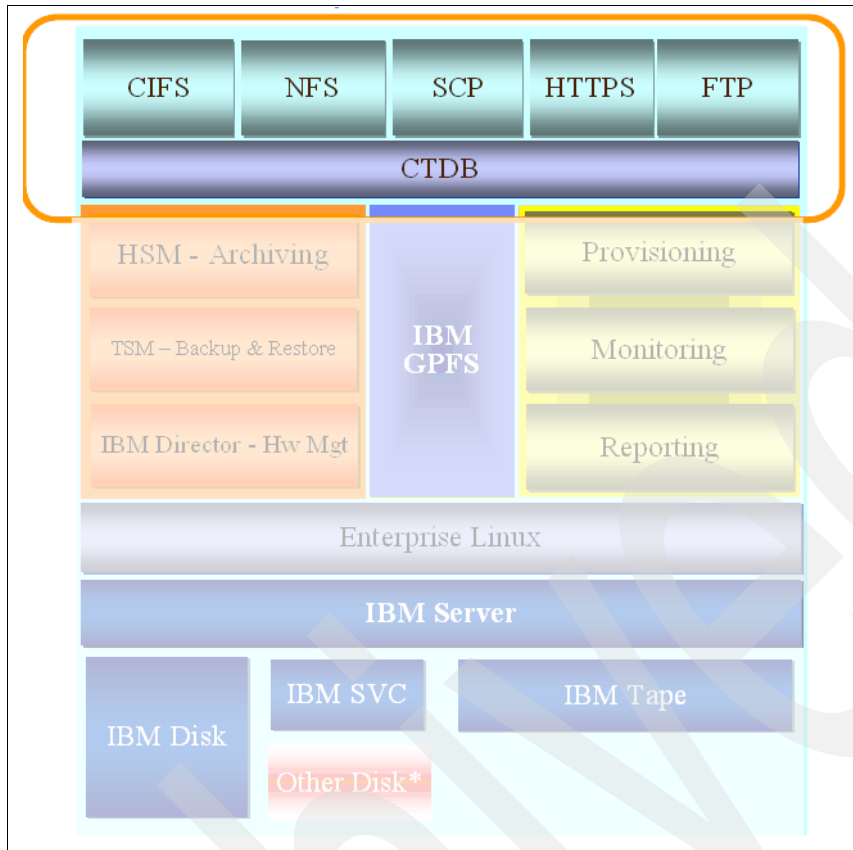 CIFS
NFS
SCP
HTTPS
FTP
CTDB
HSM - Archiving
TSM – Backup & Restore
IBM Director - Hw Mgt
IBM
GPFS
Provisioning
Monitoring
Reporting
Enterprise Linux
IBM Server
IBM Disk
IBM SVC
Other Disk*
IBM Tape